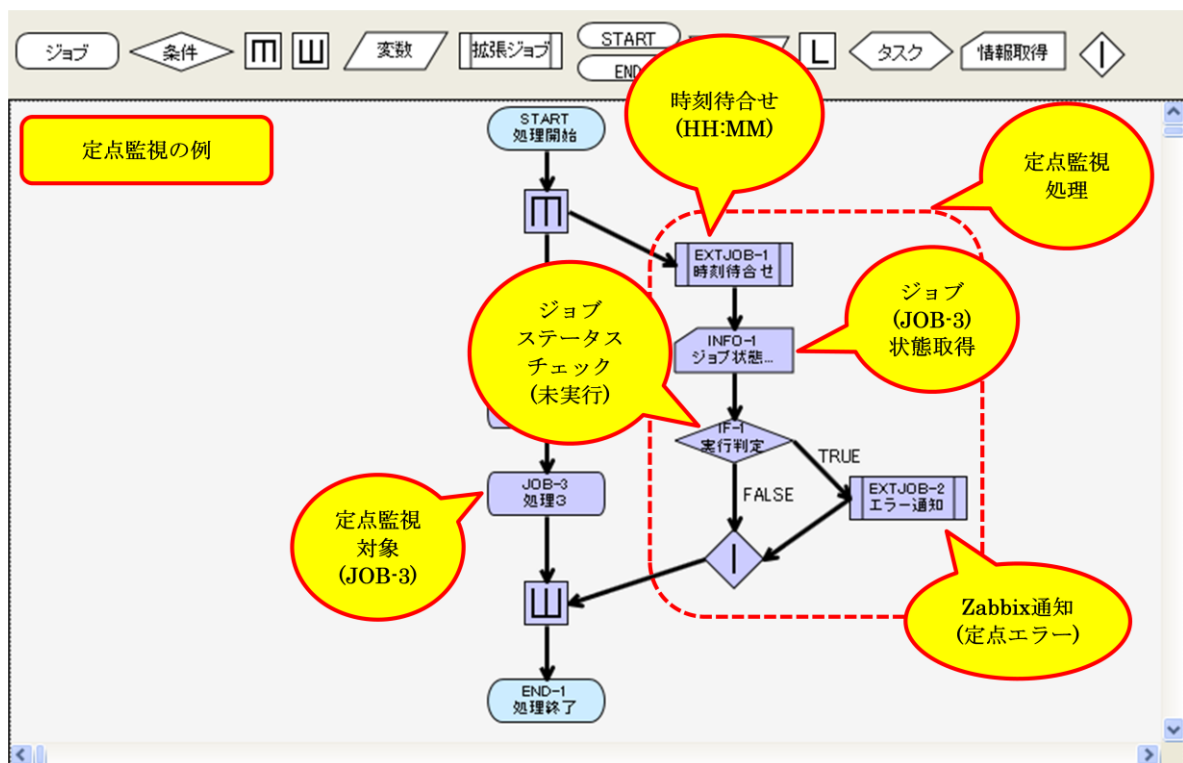 ジョブ
条件
変数
拡張ジョブ
START
END
L
タスク
情報取得
定点監視の例
START
処理開始
時刻待合せ
(HH:MM)
定点監視
処理
EXTJOB-1
時刻待合せ
ジョブ
ステータス
チェック
(未実行)
INFO-1
ジョブ状態...
ジョブ
(JOB-3)
状態取得
IF-1
実行判定
TRUE
FALSE
EXTJOB-2
エラー通知
JOB-3
処理3
定点監視
対象
(JOB-3)
Zabbix通知
(定点エラー)
END-1
処理終了